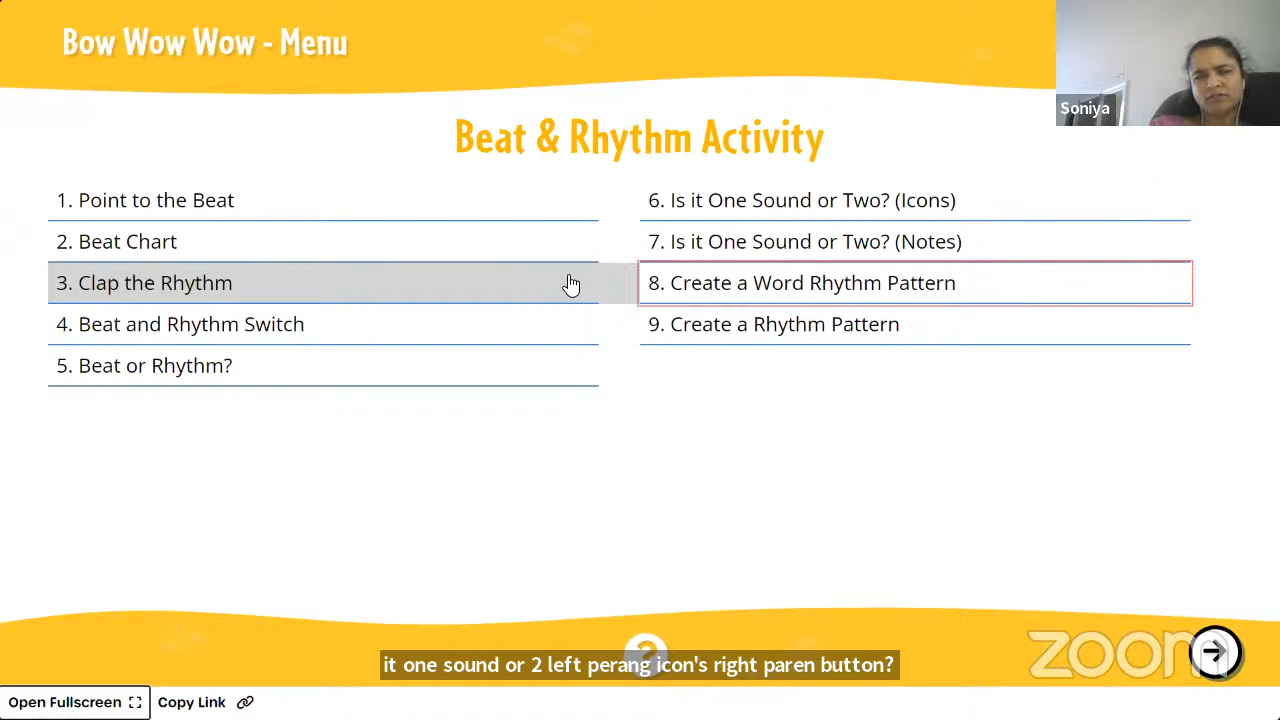 Bow Wow Wow - Menu
Soniya
Beat & Rhythm Activity
1. Point to the Beat
2. Beat Chart
3. Clap the Rhythm
4. Beat and Rhythm Switch
5. Beat or Rhythm?
6. Is it One Sound or Two? (Icons)
7. Is it One Sound or Two? (Notes)
8. Create a Word Rhythm Pattern
9. Create a Rhythm Pattern
?
it one sound or 2 left perang icon's right paren button?
zoom
Open Fullscreen
Copy Link